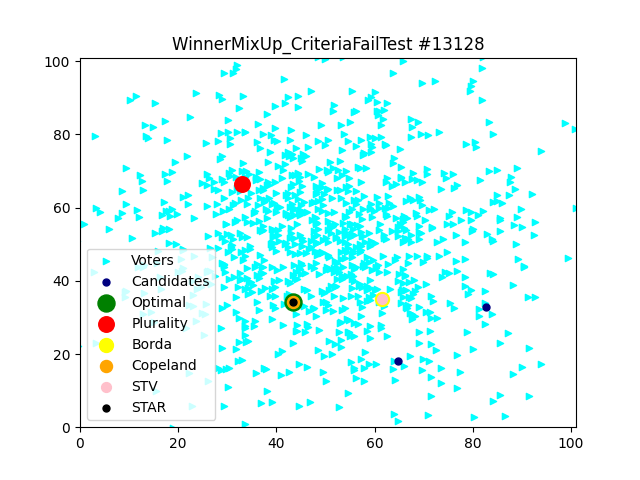 WinnerMixUp_CriteriaFailTest #13128
100
80
60
40
20
0
0 20 40 60 80 100
Voters
Candidates
Optimal
Plurality
Borda
Copeland
STV
STAR